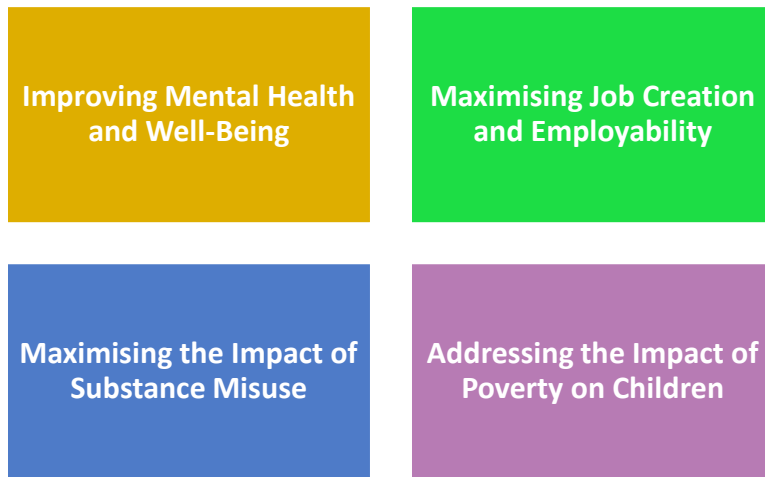 Improving Mental Health
and Well-Being
Maximising Job Creation
and Employability
Maximising the Impact of
Substance Misuse
Addressing the Impact of
Poverty on Children